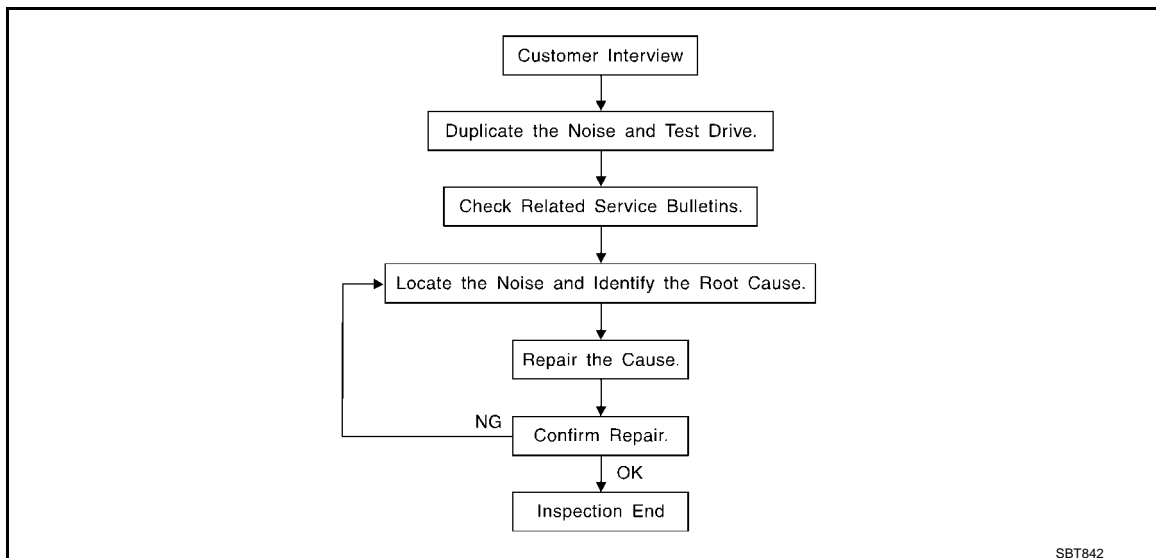 Customer Interview
Duplicate the Noise and Test Drive.
Check Related Service Bulletins.
Locate the Noise and Identify the Root Cause.
Repair the Cause.
NG
Confirm Repair.
OK
Inspection End
SBT842